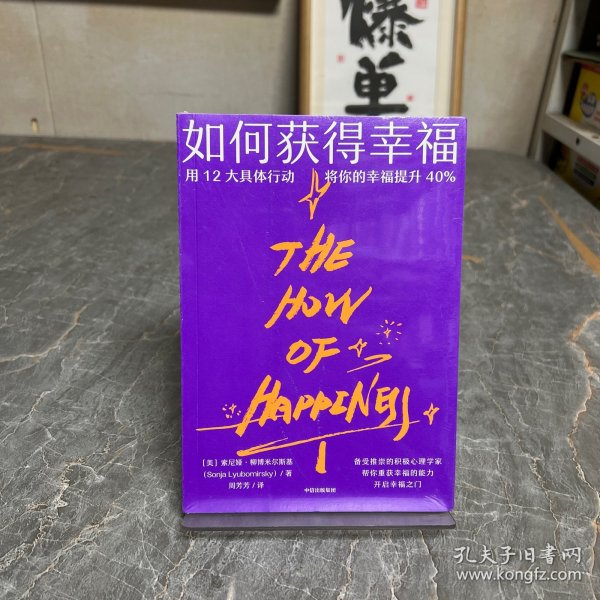 爆单
如何获得幸福
用 12 大具体行动 将你的幸福提升 40%
THE
HOW
OF
HAPPINESS
[美] 索尼娅·柳博米尔斯基
(Sonja Lyubomirsky) / 著
周芳芳 / 译
备受推崇的积极心理学家
帮你重获幸福的能力
开启幸福之门
中信出版集团
孔夫子旧书网
www.kongfz.com